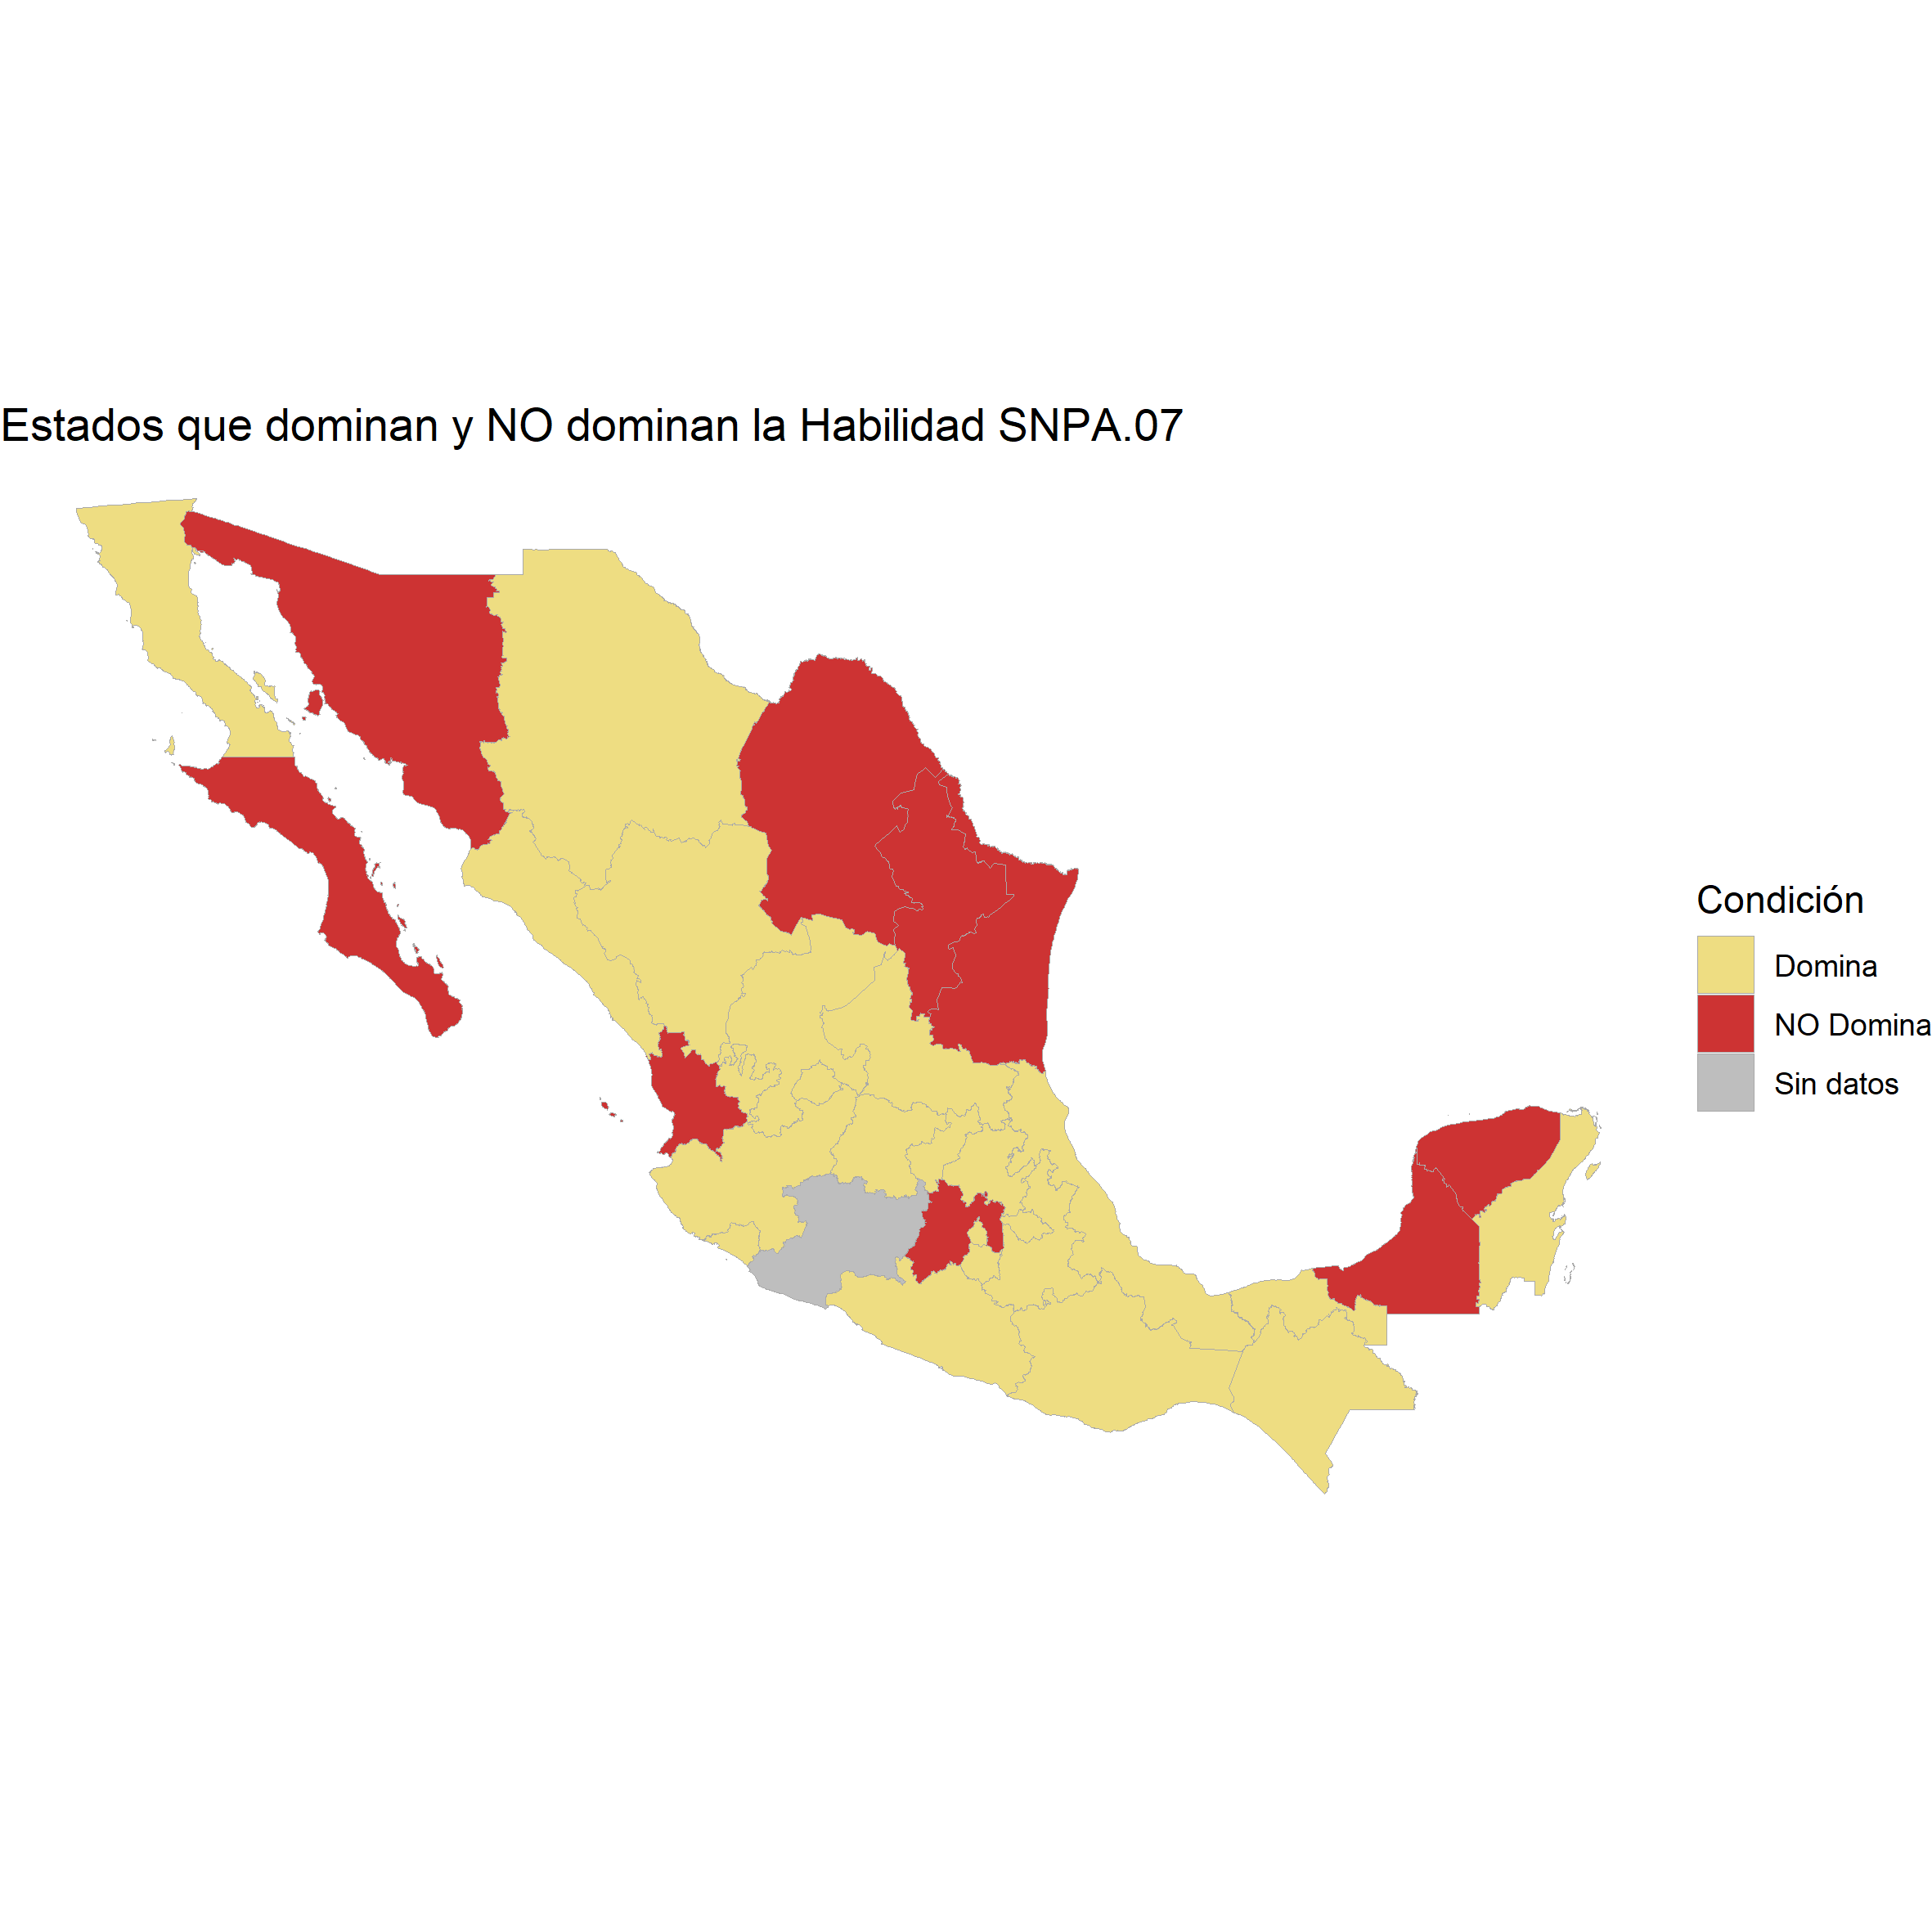 Estados que dominan y NO dominan la Habilidad SNPA.07
Condición
Domina
NO Domina
Sin datos